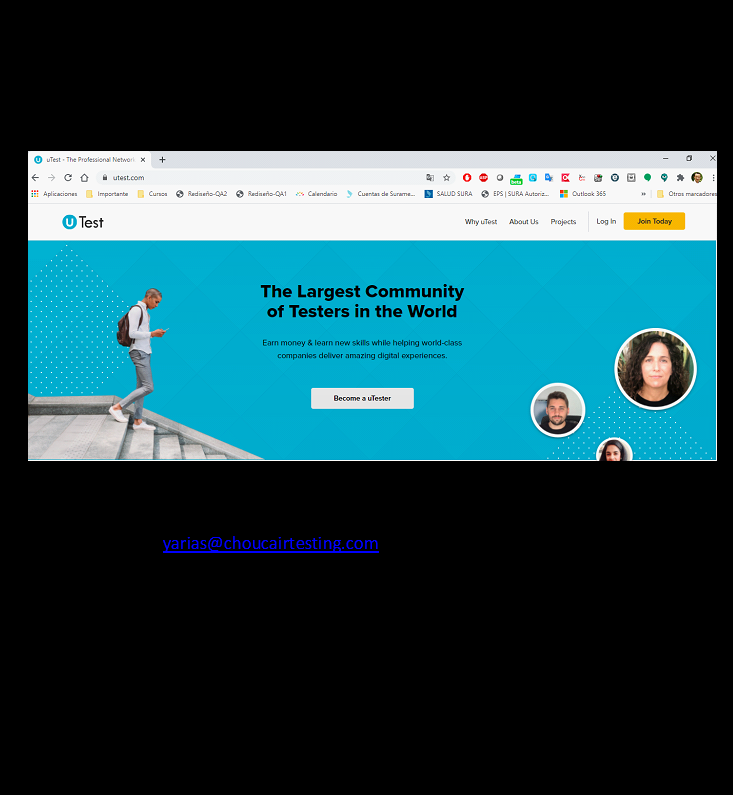 uTest - The Professional Network
utest.com
Aplicaciones Importante Cursos Rediseño-QA2 Rediseño-QA1 Calendario Cuentas de Surame... SALUD SURA EPS | SURA Autoriz... Outlook 365 » Otros marcadores
uTest Why uTest About Us Projects Log In Join Today
The Largest Community
of Testers in the World
Earn money & learn new skills while helping world-class
companies deliver amazing digital experiences.
Become a uTester
yarias@choucairtesting.com